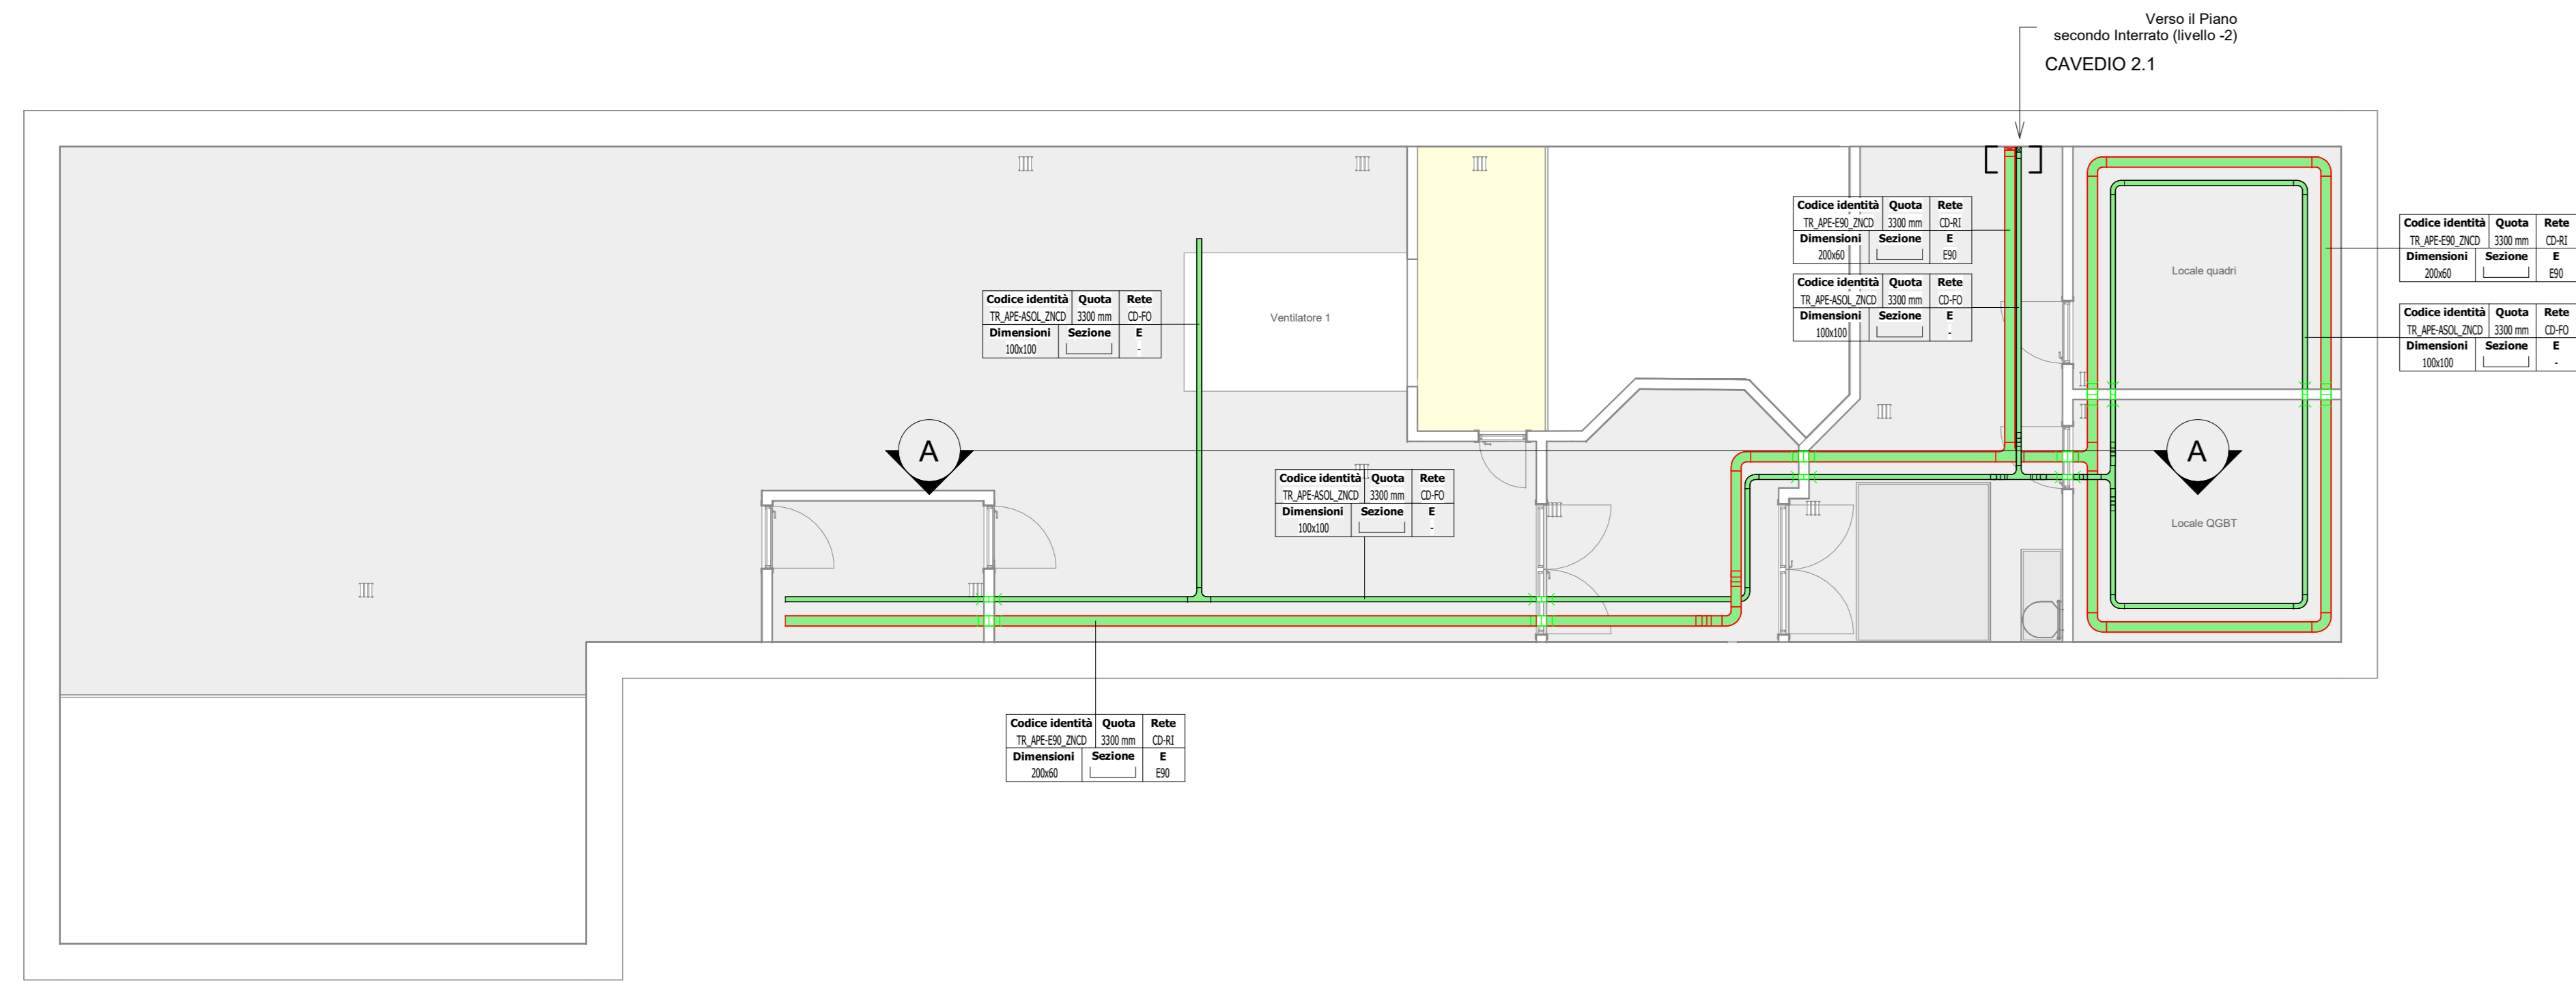 Verso il Piano
secondo Interrato (livello -2)
CAVEDIO 2.1
Codice identità Quota Rete
TR_APE-E90_ZNCD 3300 mm CD-RI
Dimensioni Sezione E
200x60 E90
Codice identità Quota Rete
TR_APE-ASOL_ZNCD 3300 mm CD-FO
Dimensioni Sezione E
100x100 -
Codice identità Quota Rete
TR_APE-E90_ZNCD 3300 mm CD-RI
Dimensioni Sezione E
200x60 E90
Codice identità Quota Rete
TR_APE-ASOL_ZNCD 3300 mm CD-FO
Dimensioni Sezione E
100x100 -
Locale quadri
Codice identità Quota Rete
TR_APE-ASOL_ZNCD 3300 mm CD-FO
Dimensioni Sezione E
100x100 -
Ventilatore 1
A
A
Codice identità Quota Rete
TR_APE-ASOL_ZNCD 3300 mm CD-FO
Dimensioni Sezione E
100x100 -
Locale QGBT
Codice identità Quota Rete
TR_APE-E90_ZNCD 3300 mm CD-RI
Dimensioni Sezione E
200x60 E90